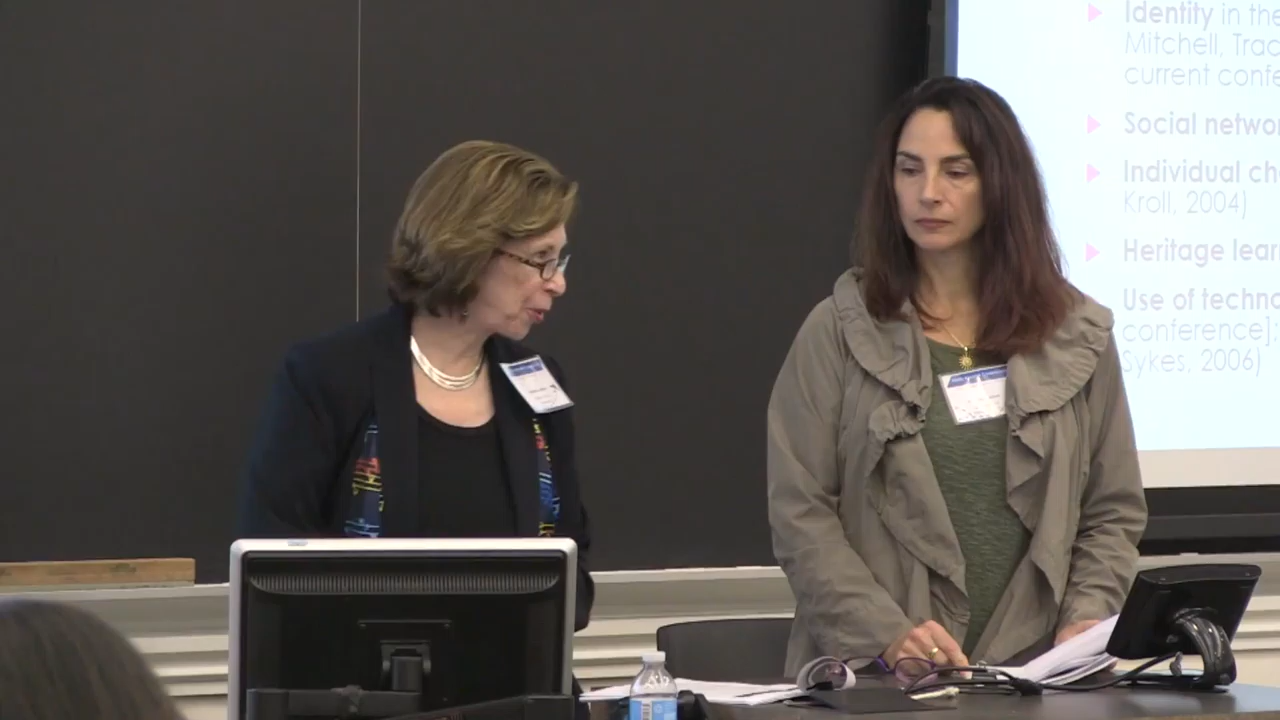 Identity in the
Mitchell, Trac
current confe
Social netwo
Individual ch
Kroll, 2004)
Heritage lear
Use of techno
conference];
Sykes, 2006)